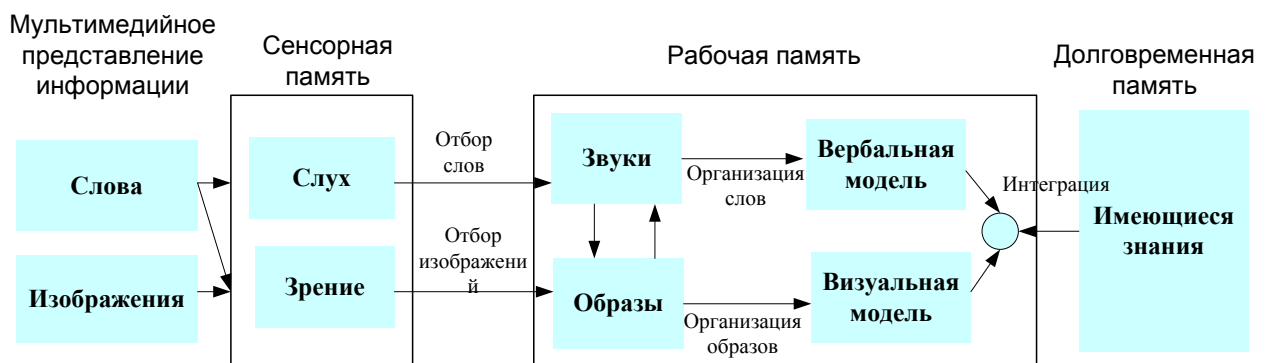 Мультимедийное
представление
информации
Сенсорная
память
Рабочая память
Долговременная
память
Слова
Изображения
Слух
Зрение
Отбор
слов
Отбор
изображени
й
Звуки
Образы
Организация
слов
Организация
образов
Вербальная
модель
Визуальная
модель
Интеграция
Имеющиеся
знания